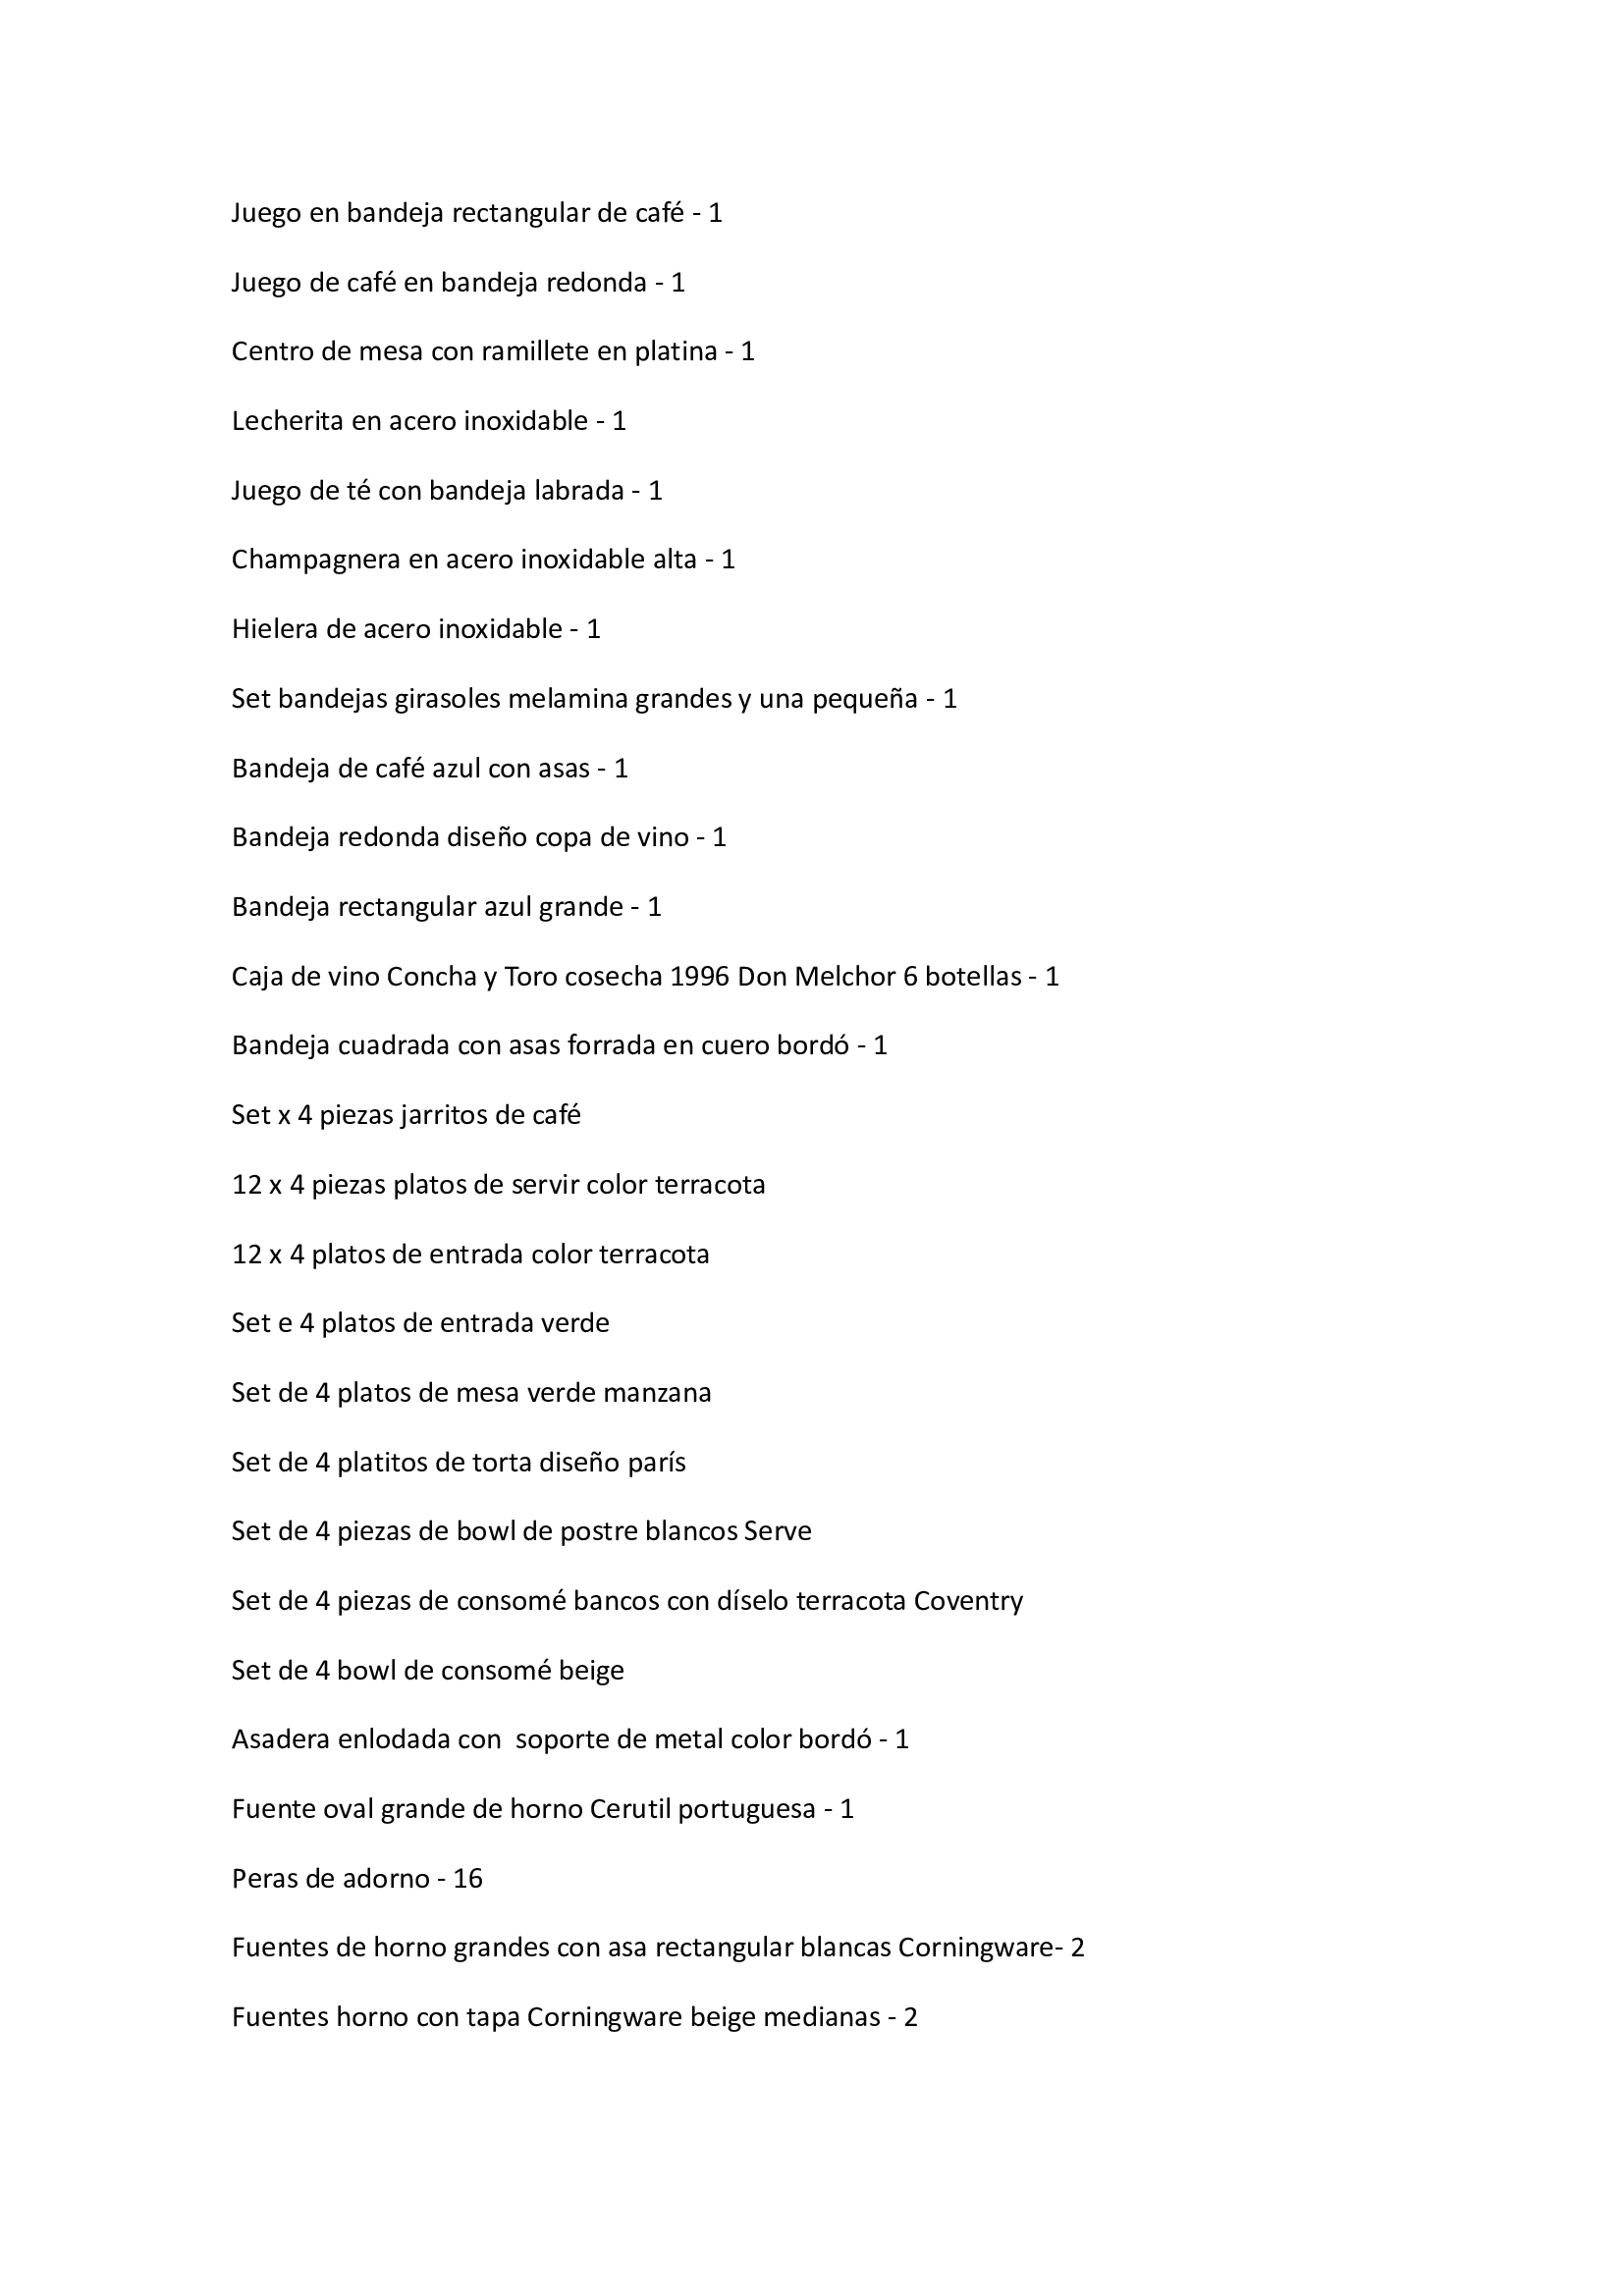 Juego en bandeja rectangular de café - 1
Juego de café en bandeja redonda - 1
Centro de mesa con ramillete en platina - 1
Lecherita en acero inoxidable - 1
Juego de té con bandeja labrada - 1
Champagnera en acero inoxidable alta - 1
Hielera de acero inoxidable - 1
Set bandejas girasoles melamina grandes y una pequeña - 1
Bandeja de café azul con asas - 1
Bandeja redonda diseño copa de vino - 1
Bandeja rectangular azul grande - 1
Caja de vino Concha y Toro cosecha 1996 Don Melchor 6 botellas - 1
Bandeja cuadrada con asas forrada en cuero bordó - 1
Set x 4 piezas jarritos de café
12 x 4 piezas platos de servir color terracota
12 x 4 platos de entrada color terracota
Set e 4 platos de entrada verde
Set de 4 platos de mesa verde manzana
Set de 4 platitos de torta diseño parís
Set de 4 piezas de bowl de postre blancos Serve
Set de 4 piezas de consomé bancos con díselo terracota Coventry
Set de 4 bowl de consomé beige
Asadera enlodada con  soporte de metal color bordó - 1
Fuente oval grande de horno Cerutil portuguesa - 1
Peras de adorno - 16
Fuentes de horno grandes con asa rectangular blancas Corningware- 2
Fuentes horno con tapa Corningware beige medianas - 2